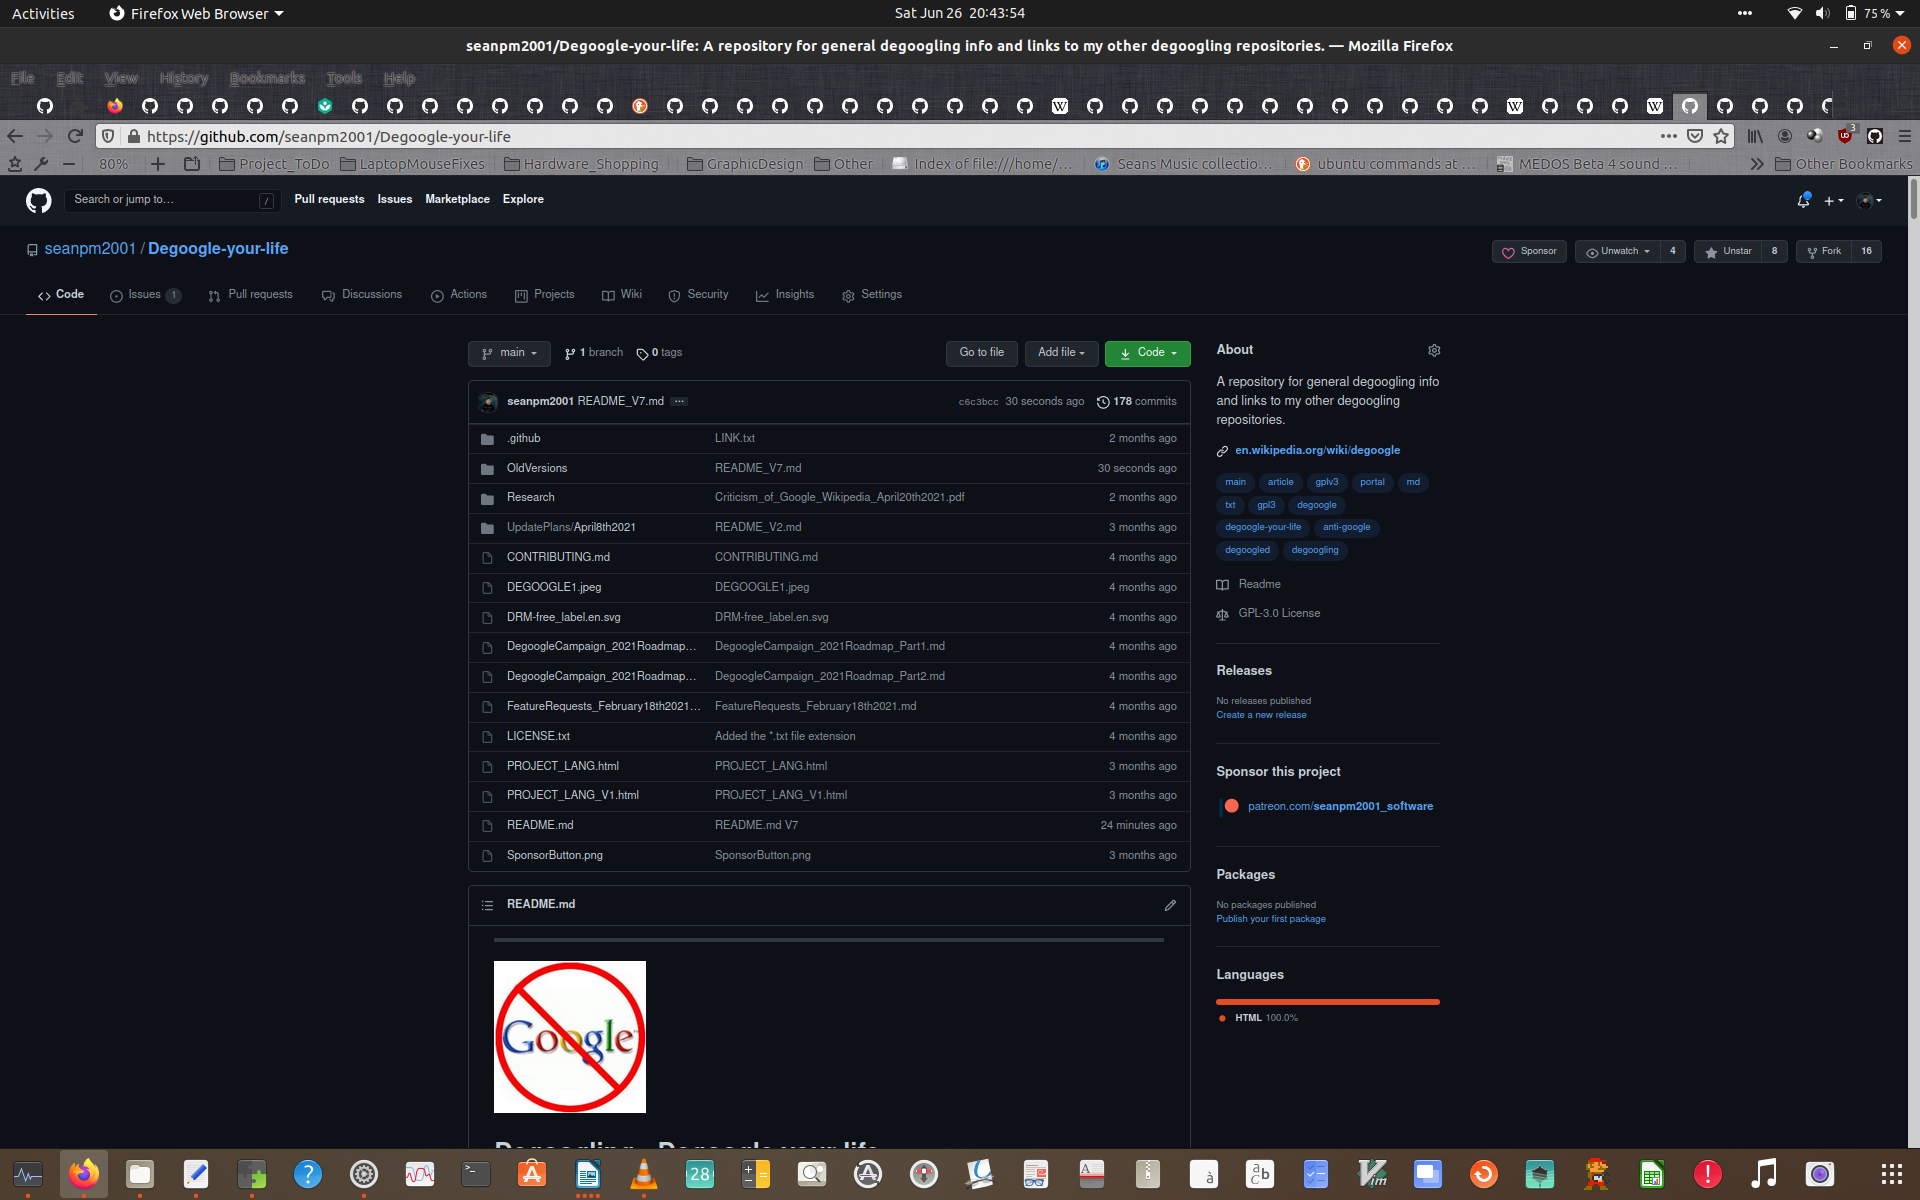 Activities Firefox Web Browser Sat Jun 26 20:43:54 75 %
seanpm2001/Degoogle-your-life: A repository for general degoogling info and links to my other degoogling repositories. — Mozilla Firefox
File Edit View History Bookmarks Tools Help
https://github.com/seanpm2001/Degoogle-your-life 3
80% Project_ToDo LaptopMouseFixes Hardware_Shopping GraphicDesign Other Index of file:///home/... Seans Music collectio... ubuntu commands at ... MEDOS Beta 4 sound ... Other Bookmarks
Search or jump to... / Pull requests Issues Marketplace Explore
seanpm2001 / Degoogle-your-life Sponsor Unwatch 4 Unstar 8 Fork 16
Code Issues 1 Pull requests Discussions Actions Projects Wiki Security Insights Settings
main 1 branch 0 tags Go to file Add file Code
seanpm2001 README_V7.md ... c6c3bcc 30 seconds ago 178 commits
.github LINK.txt 2 months ago
OldVersions README_V7.md 30 seconds ago
Research Criticism_of_Google_Wikipedia_April20th2021.pdf 2 months ago
UpdatePlans/April8th2021 README_V2.md 3 months ago
CONTRIBUTING.md CONTRIBUTING.md 4 months ago
DEGOOGLE1.jpeg DEGOOGLE1.jpeg 4 months ago
DRM-free_label.en.svg DRM-free_label.en.svg 4 months ago
DegoogleCampaign_2021Roadmap... DegoogleCampaign_2021Roadmap_Part1.md 4 months ago
DegoogleCampaign_2021Roadmap... DegoogleCampaign_2021Roadmap_Part2.md 4 months ago
FeatureRequests_February18th2021... FeatureRequests_February18th2021.md 4 months ago
LICENSE.txt Added the *.txt file extension 4 months ago
PROJECT_LANG.html PROJECT_LANG.html 3 months ago
PROJECT_LANG_V1.html PROJECT_LANG_V1.html 3 months ago
README.md README.md V7 24 minutes ago
SponsorButton.png SponsorButton.png 3 months ago
README.md
Google
Degoogling - Degoogle your life
About
A repository for general degoogling info
and links to my other degoogling
repositories.
en.wikipedia.org/wiki/degoogle
main article gplv3 portal md
txt gpl3 degoogle
degoogle-your-life anti-google
degoogled degoogling
Readme
GPL-3.0 License
Releases
No releases published
Create a new release
Sponsor this project
patreon.com/seanpm2001_software
Packages
No packages published
Publish your first package
Languages
HTML 100.0%
28